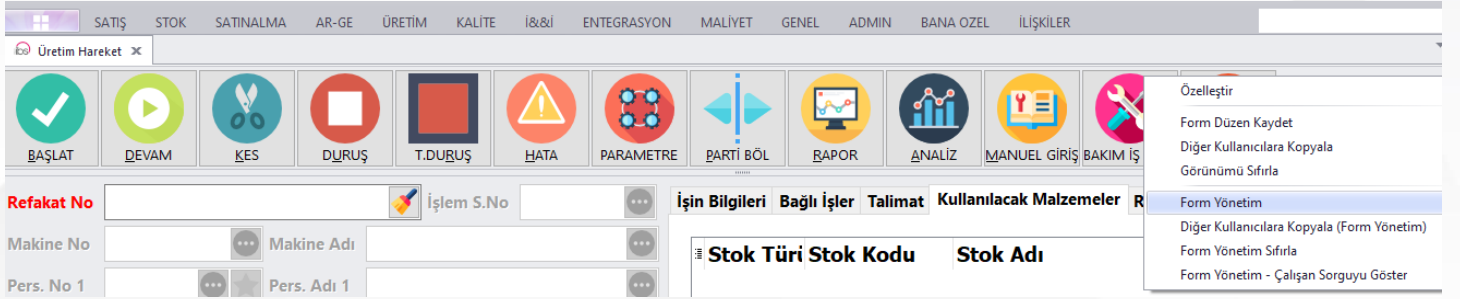 SATIŞ STOK SATINALMA AR-GE ÜRETİM KALİTE İ&&İ ENTEGRASYON MALİYET GENEL ADMIN BANA OZEL İLİŞKİLER
Üretim Hareket
BAŞLAT DEVAM KES DURUŞ T.DURUŞ HATA PARAMETRE PARTİ BÖL RAPOR ANALİZ MANUEL GİRİŞ BAKIM İŞ
Özelleştir
Form Düzen Kaydet
Diğer Kullanıcılara Kopyala
Görünümü Sıfırla
Form Yönetim
Diğer Kullanıcılara Kopyala (Form Yönetim)
Form Yönetim Sıfırla
Form Yönetim - Çalışan Sorguyu Göster
Refakat No İşlem S.No
Makine No Makine Adı
Pers. No 1 Pers. Adı 1
İşin Bilgileri Bağlı İşler Talimat Kullanılacak Malzemeler R
Stok Türü Stok Kodu Stok Adı